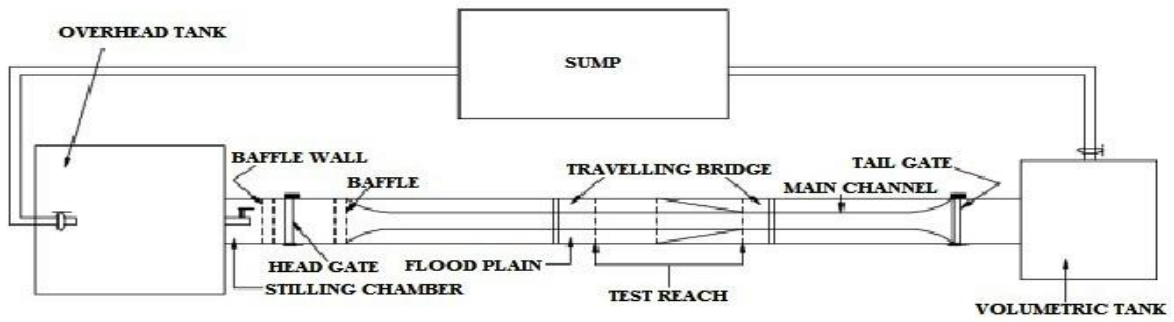 OVERHEAD TANK
SUMP
BAFFLE WALL
BAFFLE
TRAVELLING BRIDGE
TAIL GATE
MAIN CHANNEL
HEAD GATE
FLOOD PLAIN
STILLING CHAMBER
TEST REACH
VOLUMETRIC TANK